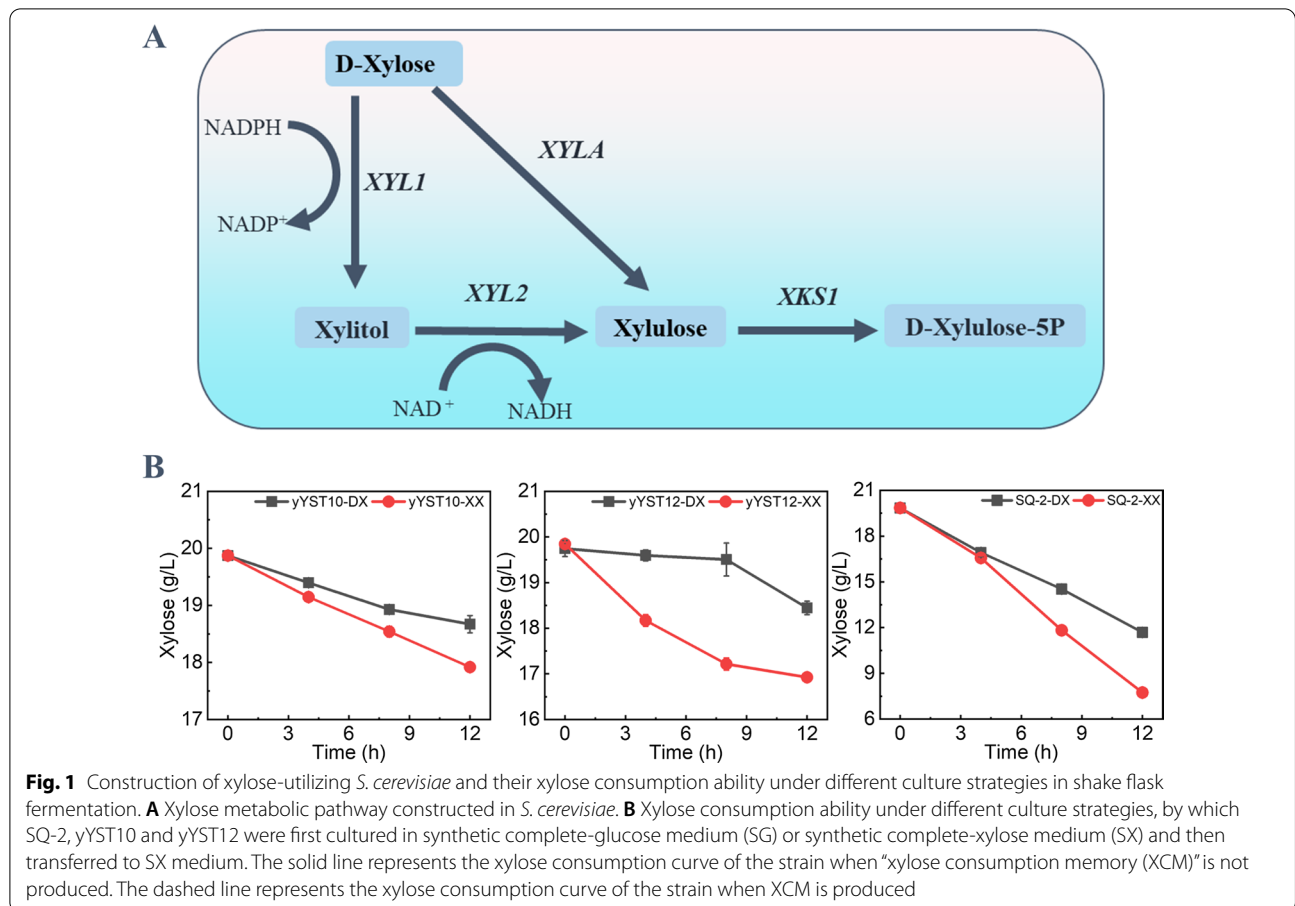 A
D-Xylose
NADPH
XYLA
XYL1
NADP+
XYL2
XKS1
Xylitol
Xylulose
D-Xylulose-5P
NAD+
NADH
B
21
20
19
18
17
Xylose (g/L)
yYST10-DX
yYST10-XX
0
3
6
9
12
Time (h)
21
20
19
18
17
16
Xylose (g/L)
yYST12-DX
yYST12-XX
0
3
6
9
12
Time (h)
21
18
15
12
9
6
Xylose (g/L)
SQ-2-DX
SQ-2-XX
0
3
6
9
12
Time (h)
Fig. 1 Construction of xylose-utilizing S. cerevisiae and their xylose consumption ability under different culture strategies in shake flask
fermentation. A Xylose metabolic pathway constructed in S. cerevisiae. B Xylose consumption ability under different culture strategies, by which
SQ-2, yYST10 and yYST12 were first cultured in synthetic complete-glucose medium (SG) or synthetic complete-xylose medium (SX) and then
transferred to SX medium. The solid line represents the xylose consumption curve of the strain when "xylose consumption memory (XCM)" is not
produced. The dashed line represents the xylose consumption curve of the strain when XCM is produced